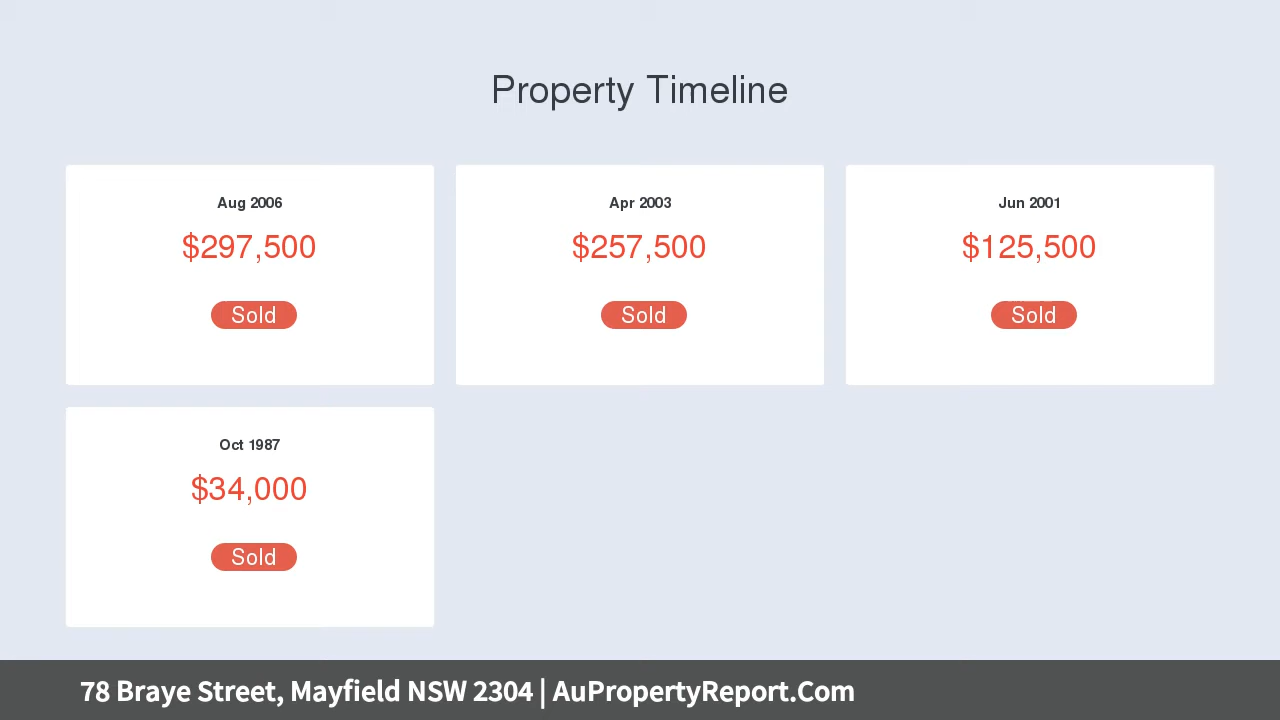 Property Timeline
Aug 2006
$297,500
Sold
Apr 2003
$257,500
Sold
Jun 2001
$125,500
Sold
Oct 1987
$34,000
Sold
78 Braye Street, Mayfield NSW 2304 | AuPropertyReport.Com